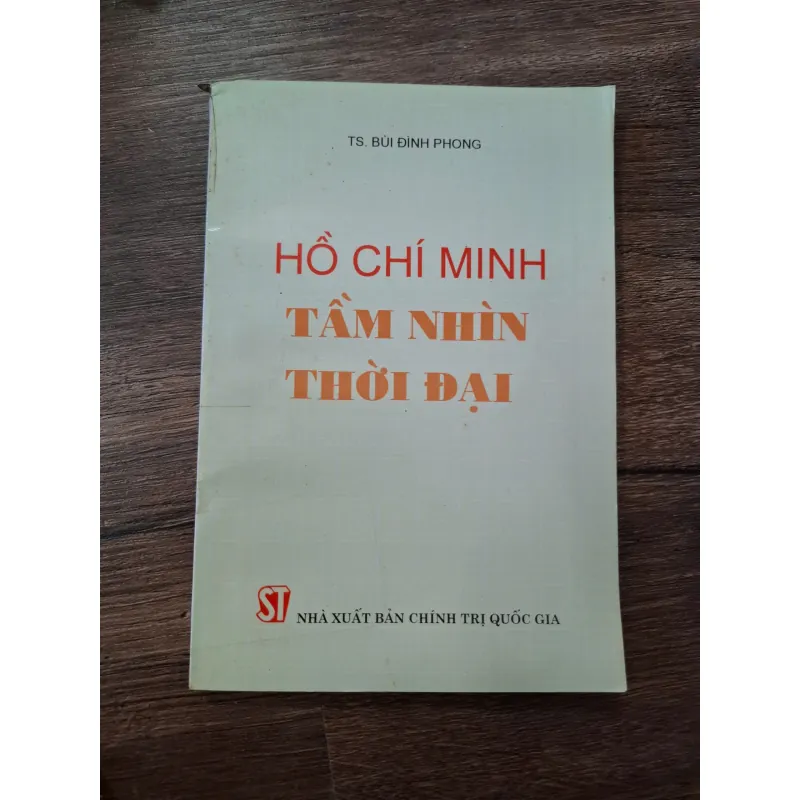 TS. BÙI ĐÌNH PHONG
HỒ CHÍ MINH
TẦM NHÌN
THỜI ĐẠI
ST NHÀ XUẤT BẢN CHÍNH TRỊ QUỐC GIA